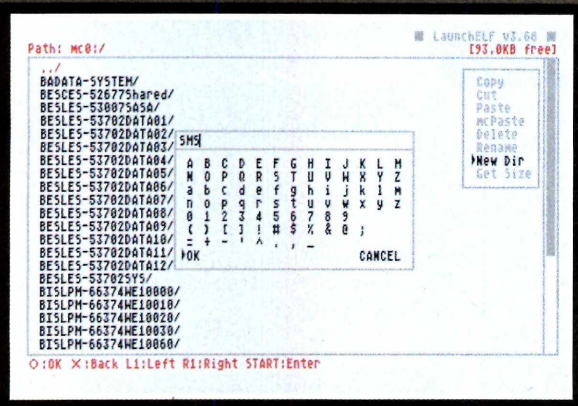 LaunchELF v3.68
Path: mc0:/ [93.0KB free]
../
BADATA-SYSTEM/
BESCES-52677Shared/
BESLES-53007SASA/
BESLES-53702DATA01/
BESLES-53702DATA02/
BESLES-53702DATA03/
BESLES-53702DATA04/
BESLES-53702DATA05/
BESLES-53702DATA06/
BESLES-53702DATA07/
BESLES-53702DATA08/
BESLES-53702DATA09/
BESLES-53702DATA10/
BESLES-53702DATA11/
BESLES-53702DATA12/
BESLES-53702SYS/
BISLPM-66374WE10000/
BISLPM-66374WE10010/
BISLPM-66374WE10020/
BISLPM-66374WE10030/
BISLPM-66374WE10060/
SMS
A B C D E F G H I J K L M
N O P Q R S T U V W X Y Z
a b c d e f g h i j k l m
n o p q r s t u v w x y z
0 1 2 3 4 5 6 7 8 9
( ) [ ] ! # $ % & @ ;
= + - ' ^ . , _
OK CANCEL
Copy
Cut
Paste
mcPaste
Delete
Rename
New Dir
Get Size
○:OK ×:Back L1:Left R1:Right START:Enter